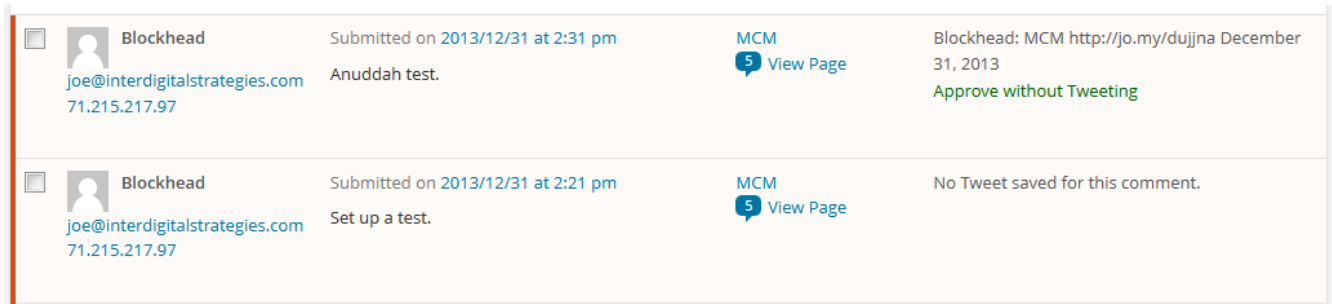 Blockhead
joe@interdigitalstrategies.com
71.215.217.97
Submitted on 2013/12/31 at 2:31 pm
Anuddah test.
MCM
5 View Page
Blockhead: MCM http://jo.my/dujjna December
31, 2013
Approve without Tweeting
Blockhead
joe@interdigitalstrategies.com
71.215.217.97
Submitted on 2013/12/31 at 2:21 pm
Set up a test.
MCM
5 View Page
No Tweet saved for this comment.